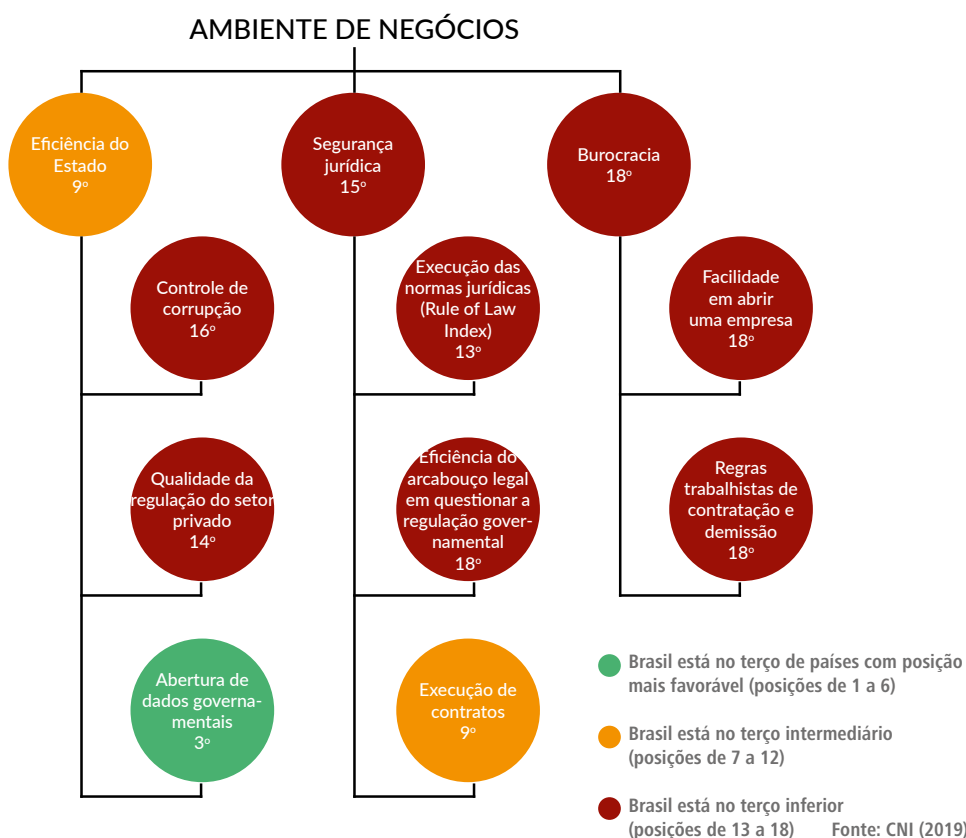 AMBIENTE DE NEGÓCIOS
Eficiência do
Estado
9º
Segurança
jurídica
15º
Burocracia
18º
Controle de
corrupção
16º
Execução das
normas jurídicas
(Rule of Law
Index)
13º
Facilidade
em abrir
uma empresa
18º
Qualidade da
regulação do setor
privado
14º
Eficiência do
arcabouço legal
em questionar a
regulação gover-
namental
18º
Regras
trabalhistas de
contratação e
demissão
18º
Abertura de
dados governa-
mentais
3º
Execução de
contratos
9º
Brasil está no terço de países com posição
mais favorável (posições de 1 a 6)
Brasil está no terço intermediário
(posições de 7 a 12)
Brasil está no terço inferior
(posições de 13 a 18)
Fonte: CNI (2019)